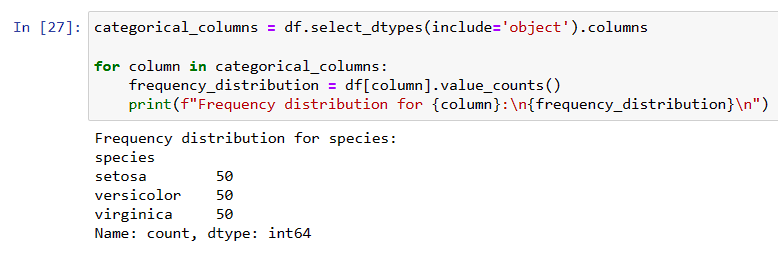 In [27]: categorical_columns = df.select_dtypes(include='object').columns
for column in categorical_columns:
    frequency_distribution = df[column].value_counts()
    print(f"Frequency distribution for {column}:\n{frequency_distribution}\n")
Frequency distribution for species:
species
setosa        50
versicolor    50
virginica     50
Name: count, dtype: int64